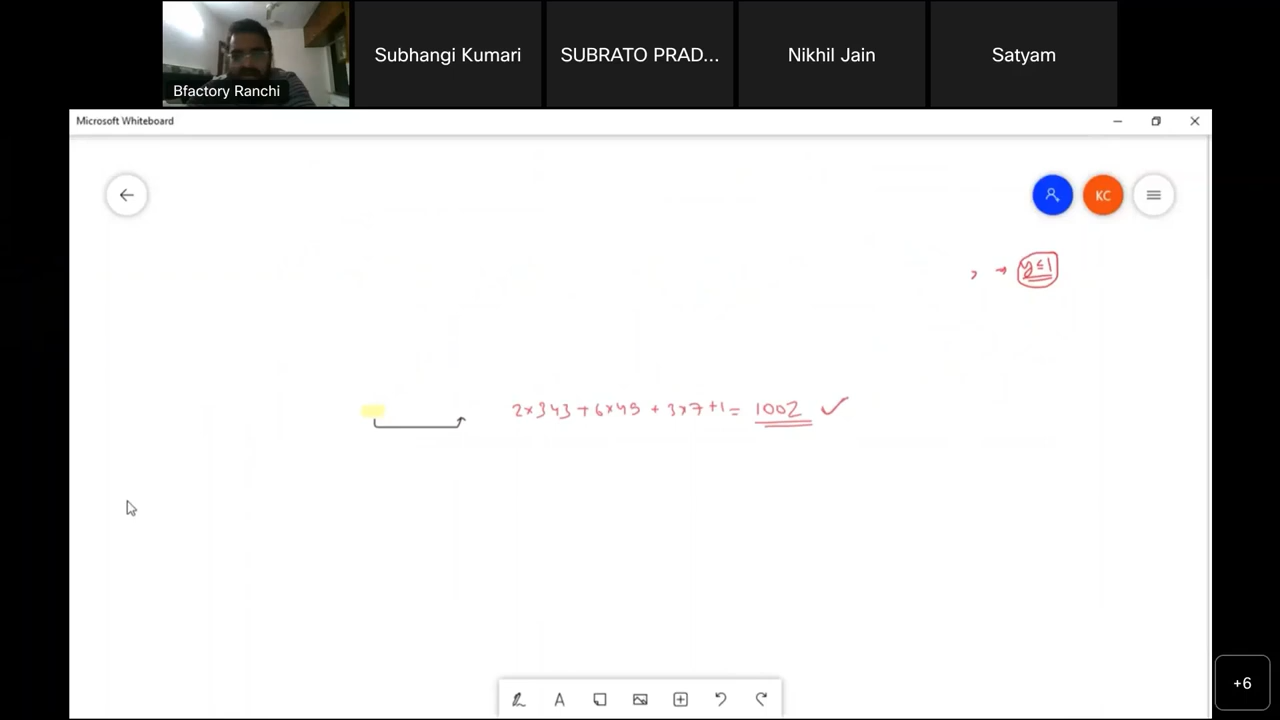 Subhangi Kumari
SUBRATO PRAD...
Nikhil Jain
Satyam
Bfactory Ranchi
Microsoft Whiteboard
KC
→ y≤1
2×343+6×49+3×7+1= 1002 ✓
A
+6